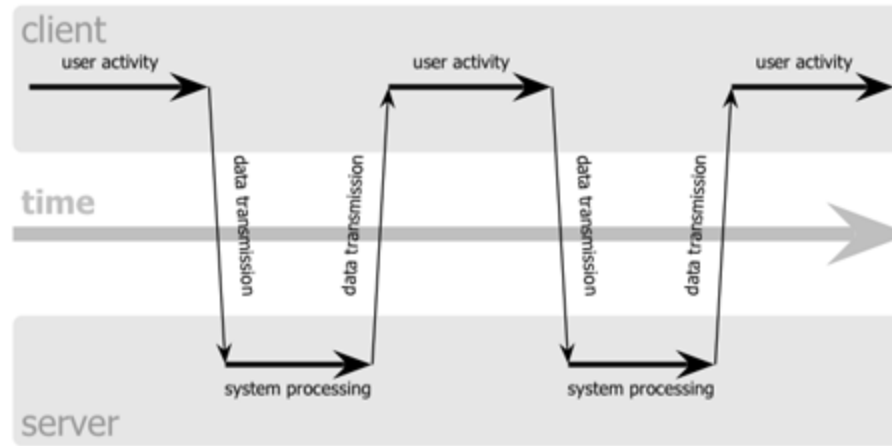 client
user activity
user activity
user activity
data transmission
data transmission
data transmission
data transmission
time
system processing
system processing
server